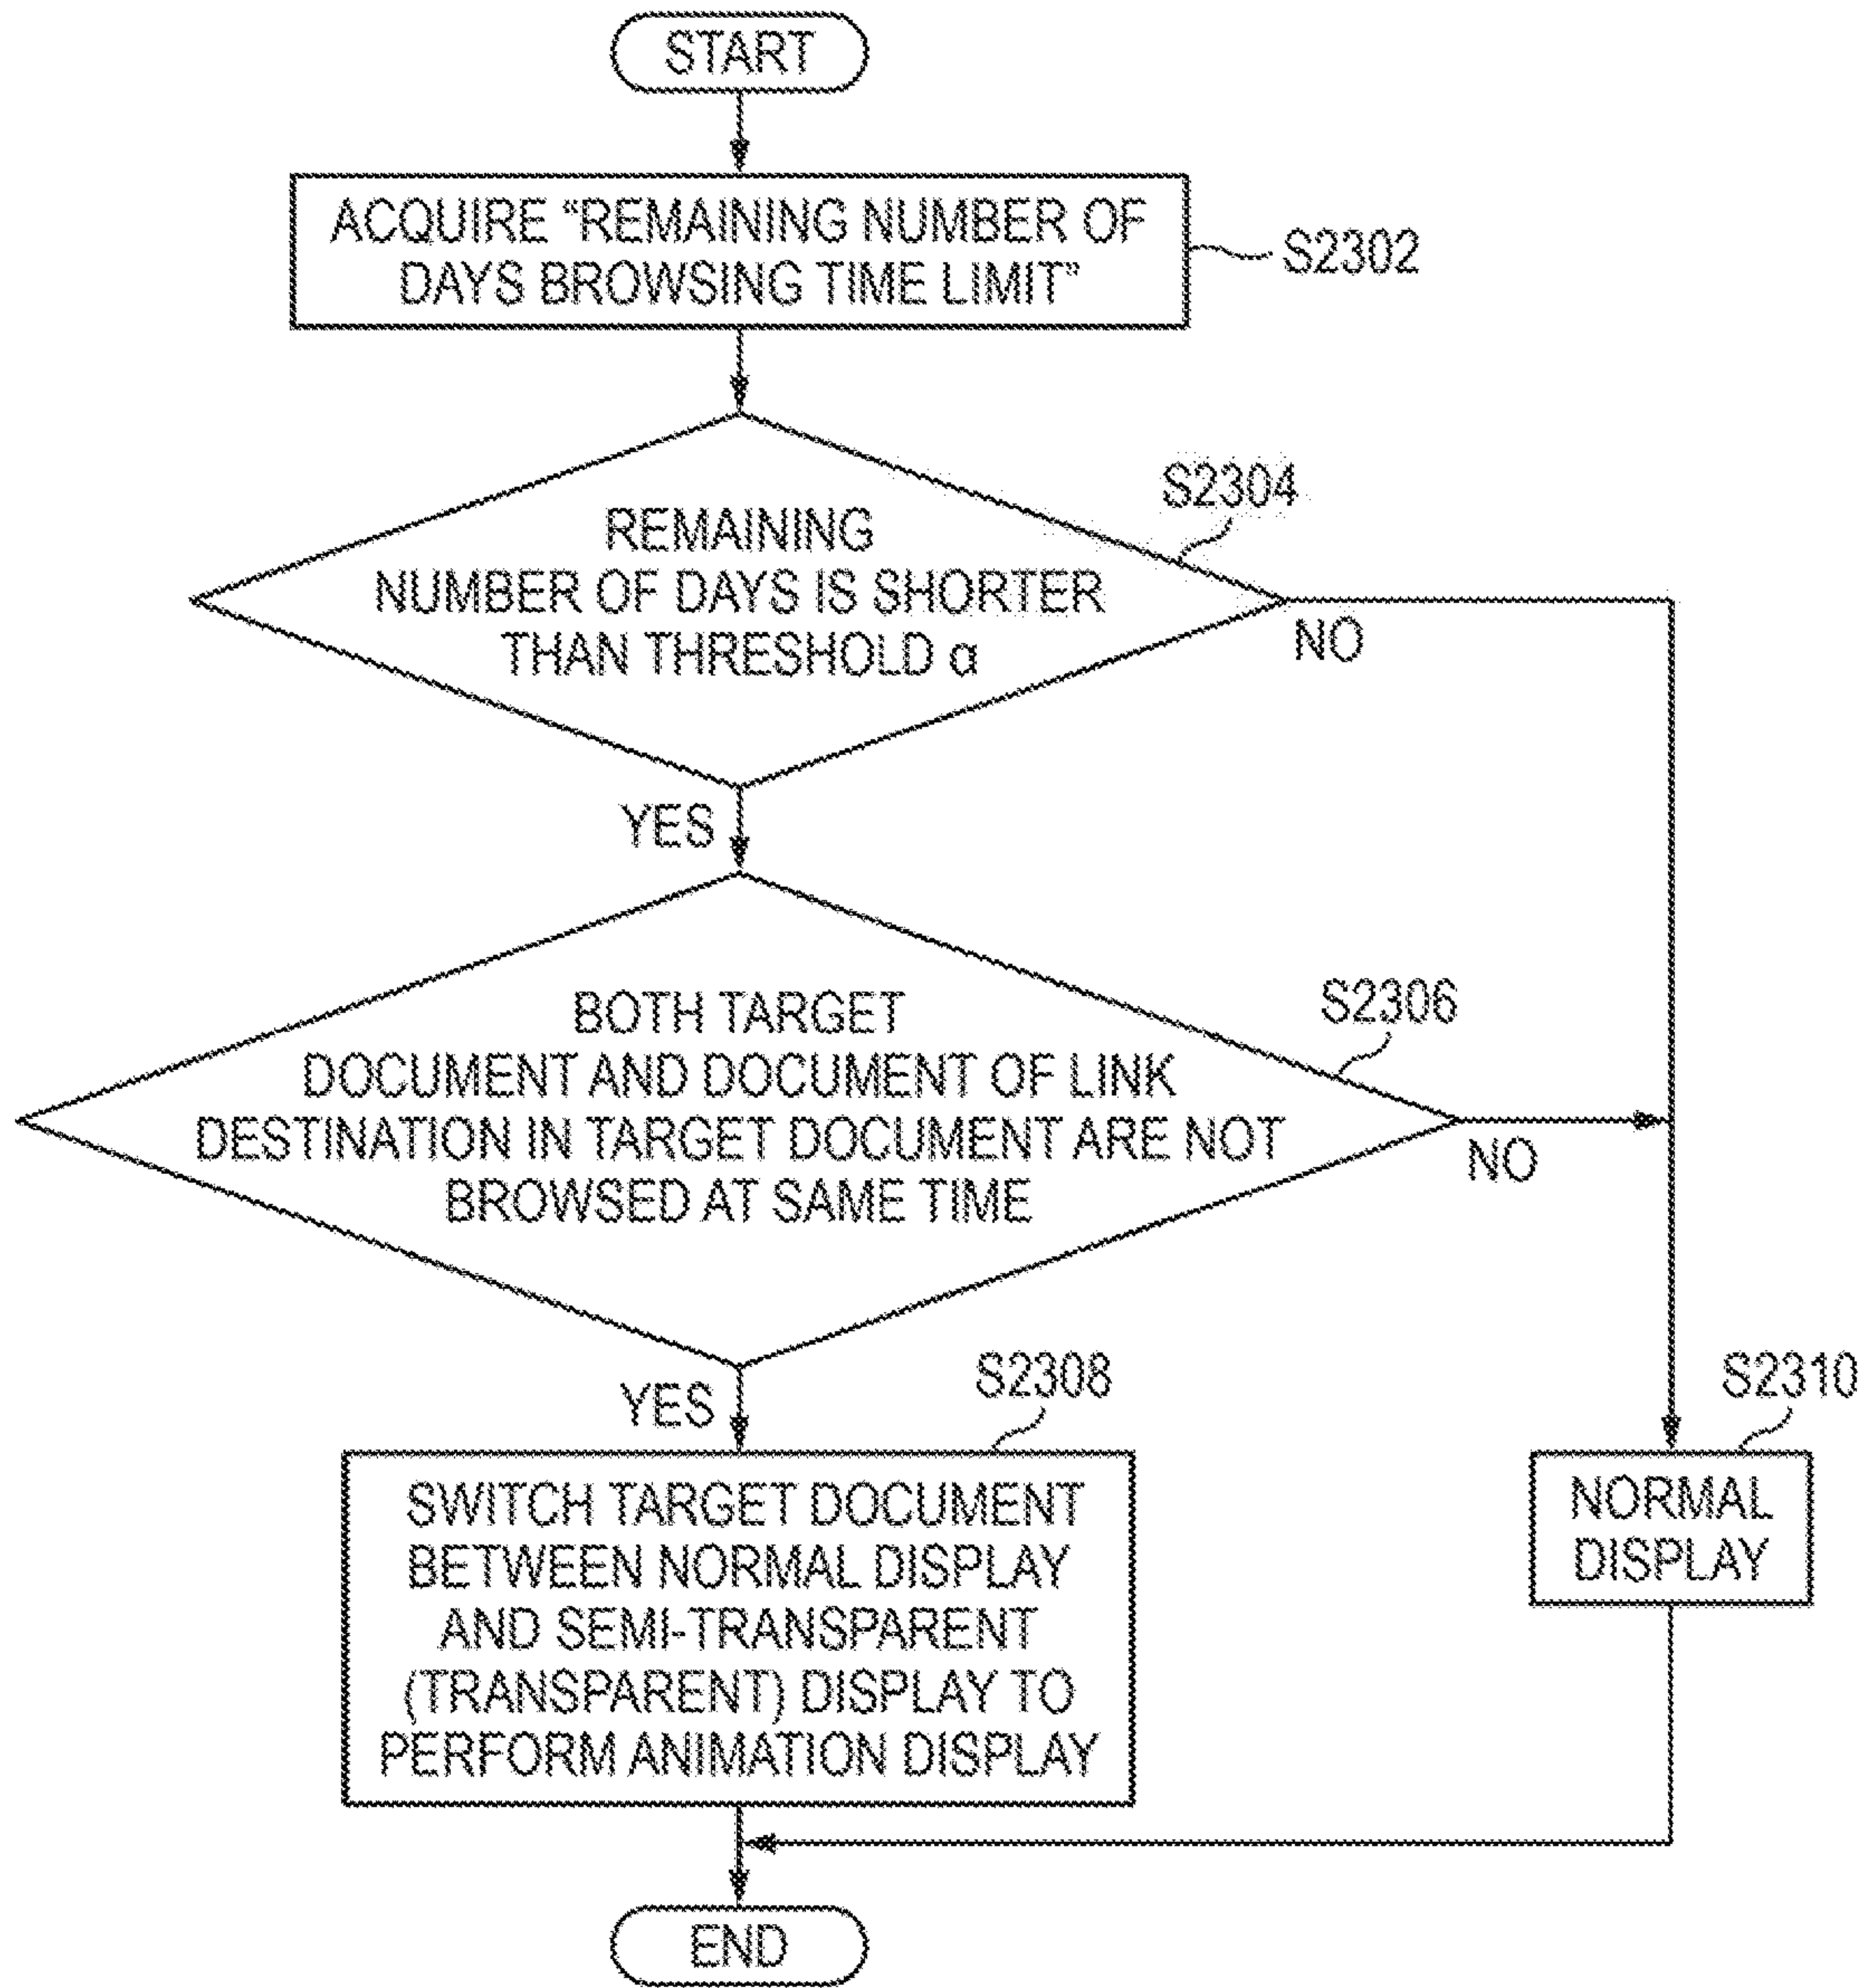 START
ACQUIRE “REMAINING NUMBER OF
DAYS BROWSING TIME LIMIT”
S2302
S2304
REMAINING
NUMBER OF DAYS IS SHORTER
THAN THRESHOLD α
NO
YES
S2306
BOTH TARGET
DOCUMENT AND DOCUMENT OF LINK
DESTINATION IN TARGET DOCUMENT ARE NOT
BROWSED AT SAME TIME
NO
YES
S2308
SWITCH TARGET DOCUMENT
BETWEEN NORMAL DISPLAY
AND SEMI-TRANSPARENT
(TRANSPARENT) DISPLAY TO
PERFORM ANIMATION DISPLAY
S2310
NORMAL
DISPLAY
END